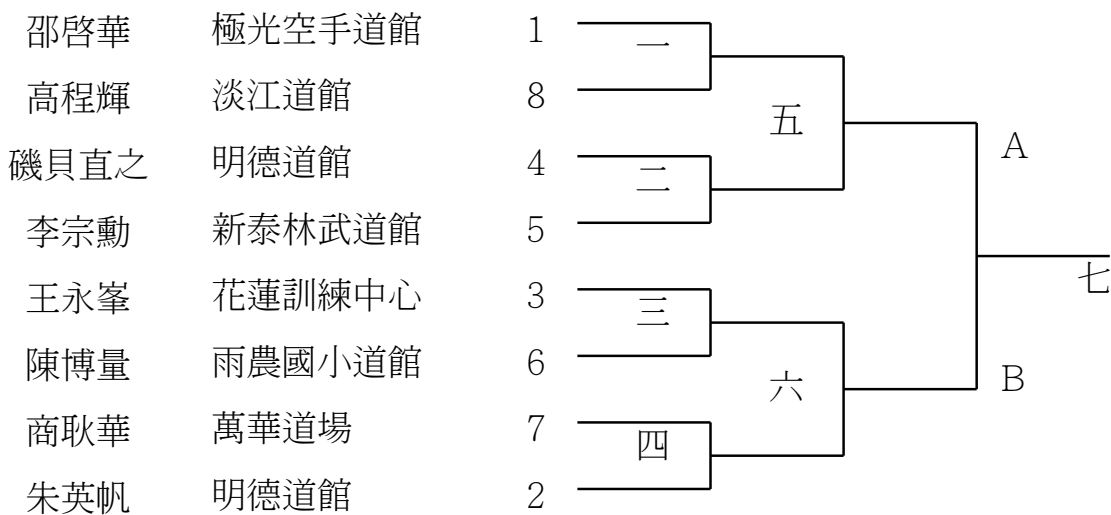 邵啓華 極光空手道館 1
一
高程輝 淡江道館 8
五
A
磯貝直之 明德道館 4
二
李宗勳 新泰林武道館 5
七
王永峯 花蓮訓練中心 3
三
陳博量 雨農國小道館 6
六
B
商耿華 萬華道場 7
四
朱英帆 明德道館 2